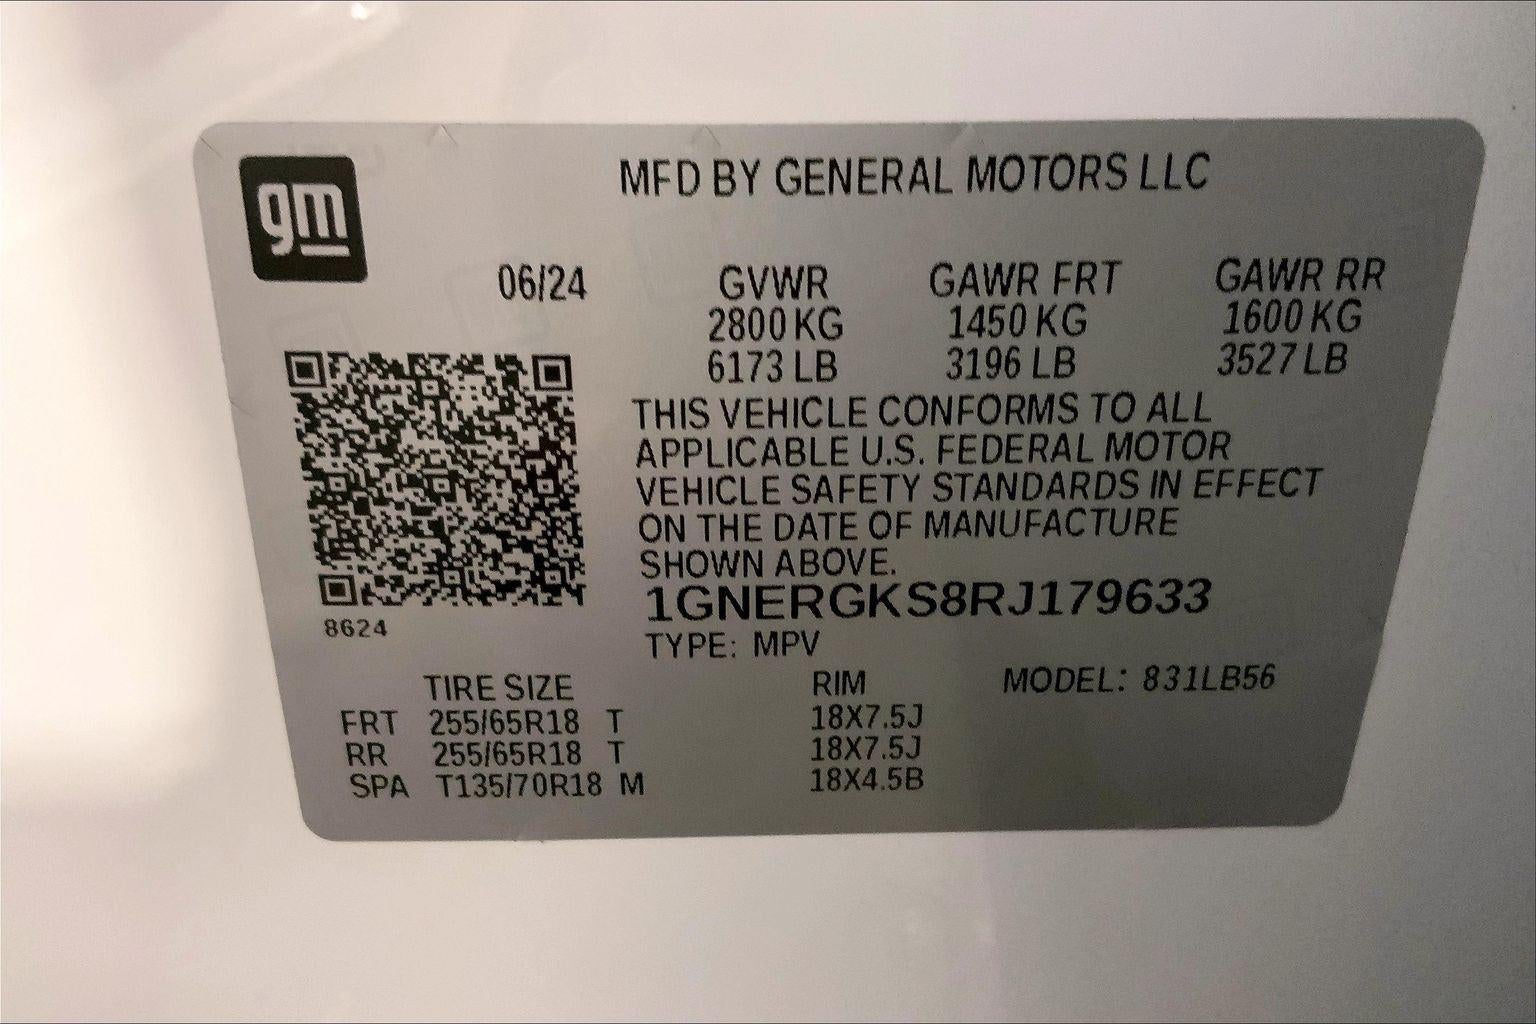 gm
MFD BY GENERAL MOTORS LLC
06/24 GVWR GAWR FRT GAWR RR
2800 KG 1450 KG 1600 KG
6173 LB 3196 LB 3527 LB
THIS VEHICLE CONFORMS TO ALL
APPLICABLE U.S. FEDERAL MOTOR
VEHICLE SAFETY STANDARDS IN EFFECT
ON THE DATE OF MANUFACTURE
SHOWN ABOVE.
1GNERGKS8RJ179633
8624
TYPE: MPV
TIRE SIZE RIM MODEL: 831LB56
FRT 255/65R18 T 18X7.5J
RR 255/65R18 T 18X7.5J
SPA T135/70R18 M 18X4.5B